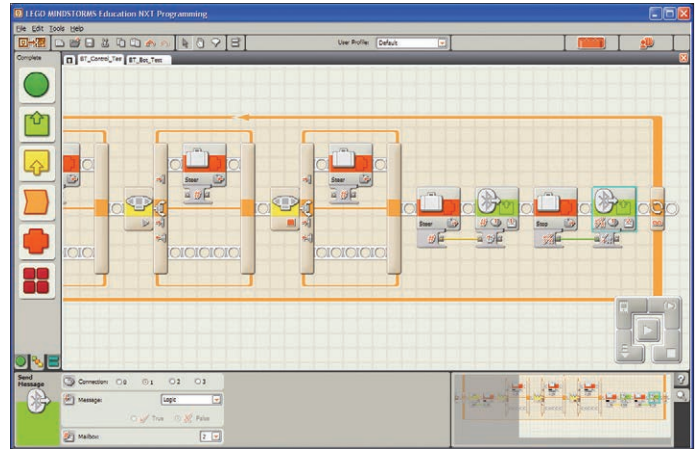 LEGO MINDSTORMS Education NXT Programming
File Edit Tools Help
User Profile: Default
Complete
BT_Control_Test BT_Bot_Test
Steer
Steer
Steer
Stop
Send Message
Connection: 0 1 2 3
Message: Logic
True False
Mailbox: 2
?